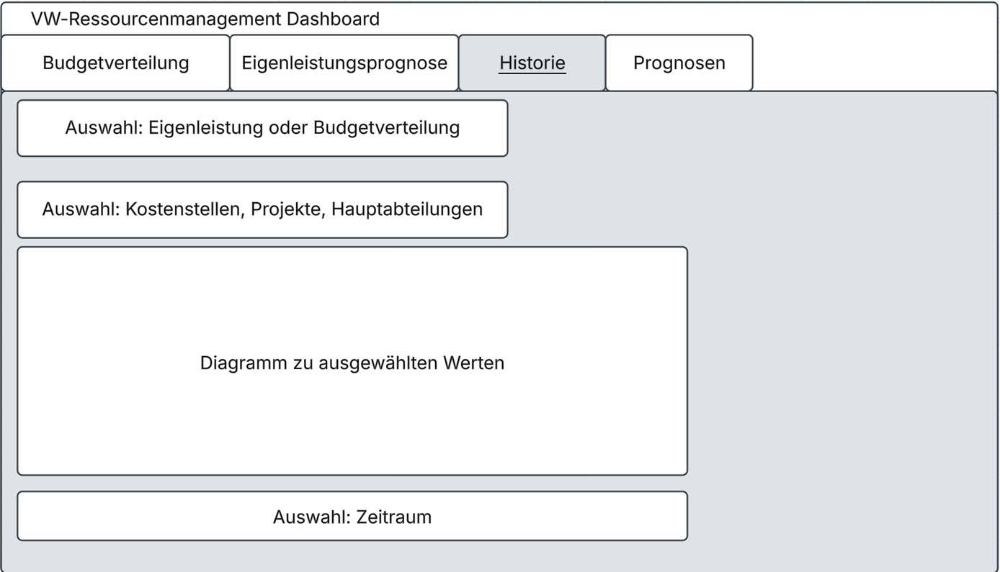 VW-Ressourcenmanagement Dashboard
Budgetverteilung
Eigenleistungsprognose
Historie
Prognosen
Auswahl: Eigenleistung oder Budgetverteilung
Auswahl: Kostenstellen, Projekte, Hauptabteilungen
Diagramm zu ausgewählten Werten
Auswahl: Zeitraum